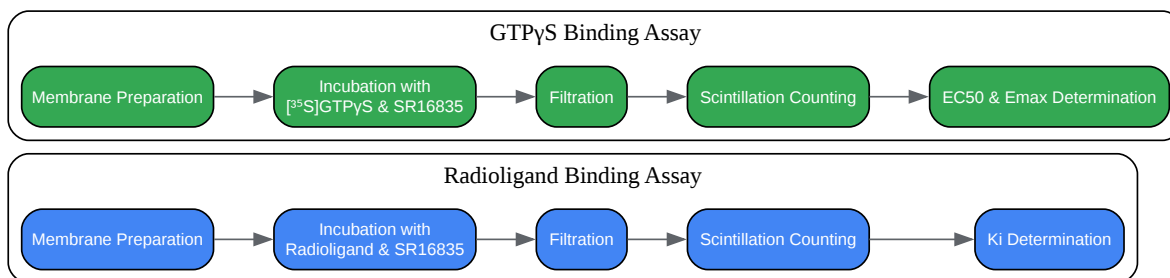 GTPγS Binding Assay
Membrane Preparation
Incubation with
[³⁵S]GTPγS & SR16835
Filtration
Scintillation Counting
EC50 & Emax Determination
Radioligand Binding Assay
Membrane Preparation
Incubation with
Radioligand & SR16835
Filtration
Scintillation Counting
Ki Determination